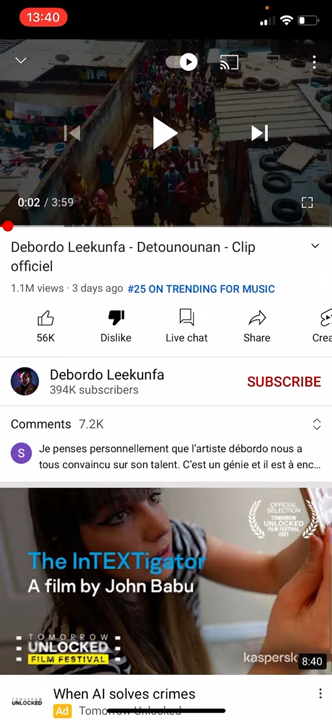 13:40
0:02 / 3:59
Debordo Leekunfa - Detounounan - Clip
officiel
1.1M views · 3 days ago #25 ON TRENDING FOR MUSIC
56K
Dislike
Live chat
Share
Crea
Debordo Leekunfa
394K subscribers
SUBSCRIBE
Comments 7.2K
S
Je penses personnellement que l'artiste débordo nous a
tous convaincu sur son talent. C'est un génie et il est à enc...
OFFICIAL
SELECTION
TOMORROW
UNLOCKED
FILM FESTIVAL
2021
The InTEXTigator
A film by John Babu
TOMORROW
UNLOCKED
FILM FESTIVAL
kaspersk
8:40
UNLOCKED
When AI solves crimes
Ad
Tomorrow Unlocked